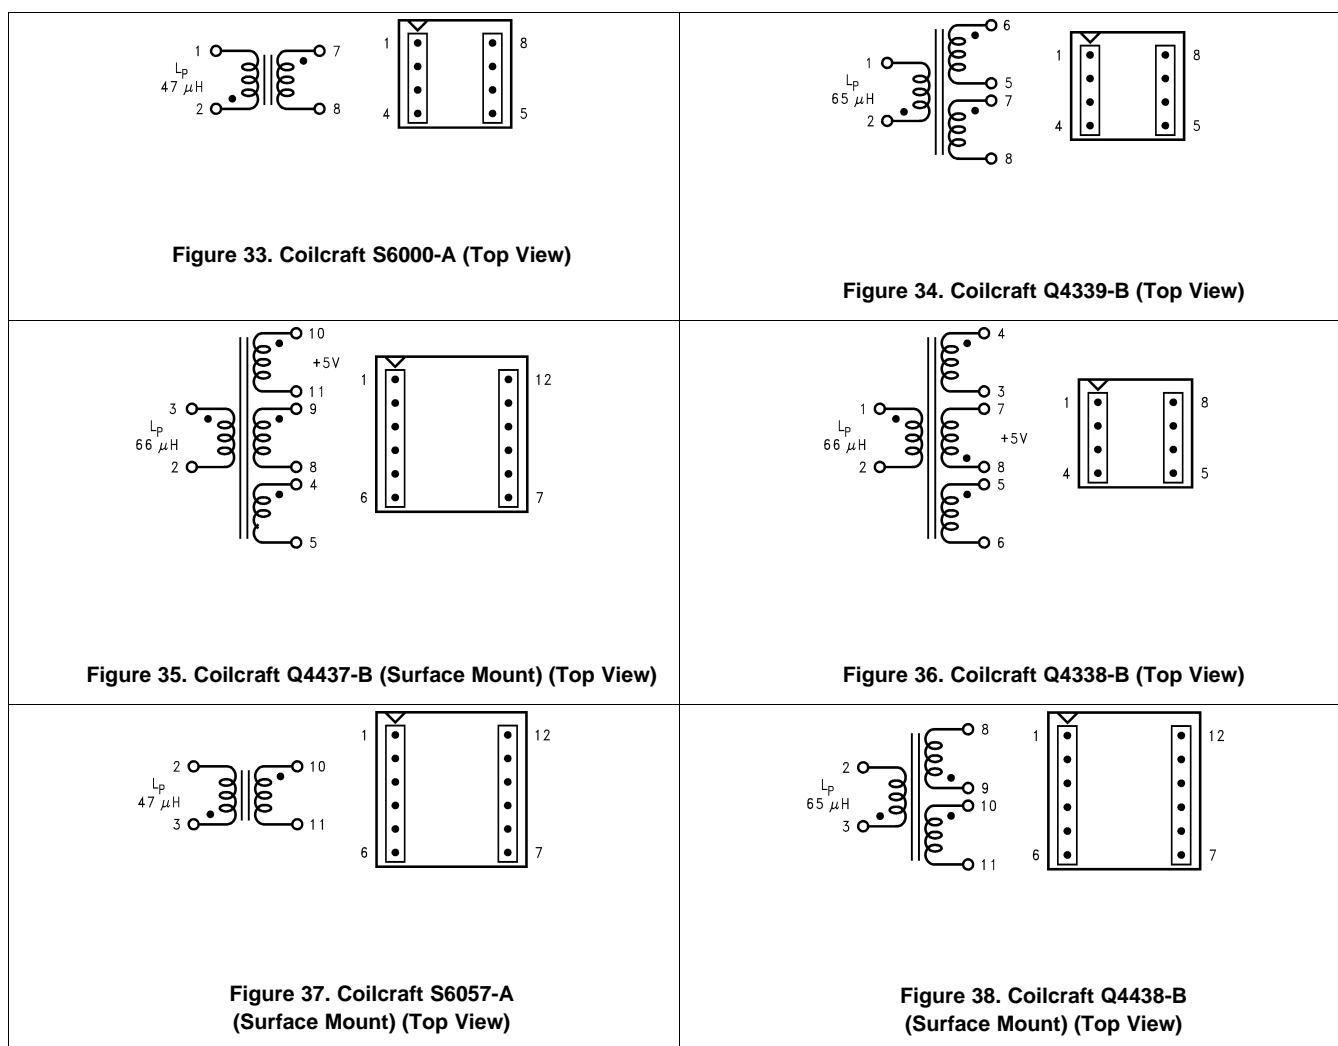 1 7
L_P
47 μH
2 8
1 8
4 5
Figure 33. Coilcraft S6000-A (Top View)
6
1
L_P
65 μH
5
7
2
8
1 8
4 5
Figure 34. Coilcraft Q4339-B (Top View)
10
+5V
11
3 9
L_P
66 μH
2 8
4
5
1 12
6 7
Figure 35. Coilcraft Q4437-B (Surface Mount) (Top View)
4
3
1 7
L_P
66 μH
+5V
2 8
5
6
1 8
4 5
Figure 36. Coilcraft Q4338-B (Top View)
2 10
L_P
47 μH
3 11
1 12
6 7
Figure 37. Coilcraft S6057-A
(Surface Mount) (Top View)
8
2
L_P
65 μH
9
10
3
11
1 12
6 7
Figure 38. Coilcraft Q4438-B
(Surface Mount) (Top View)